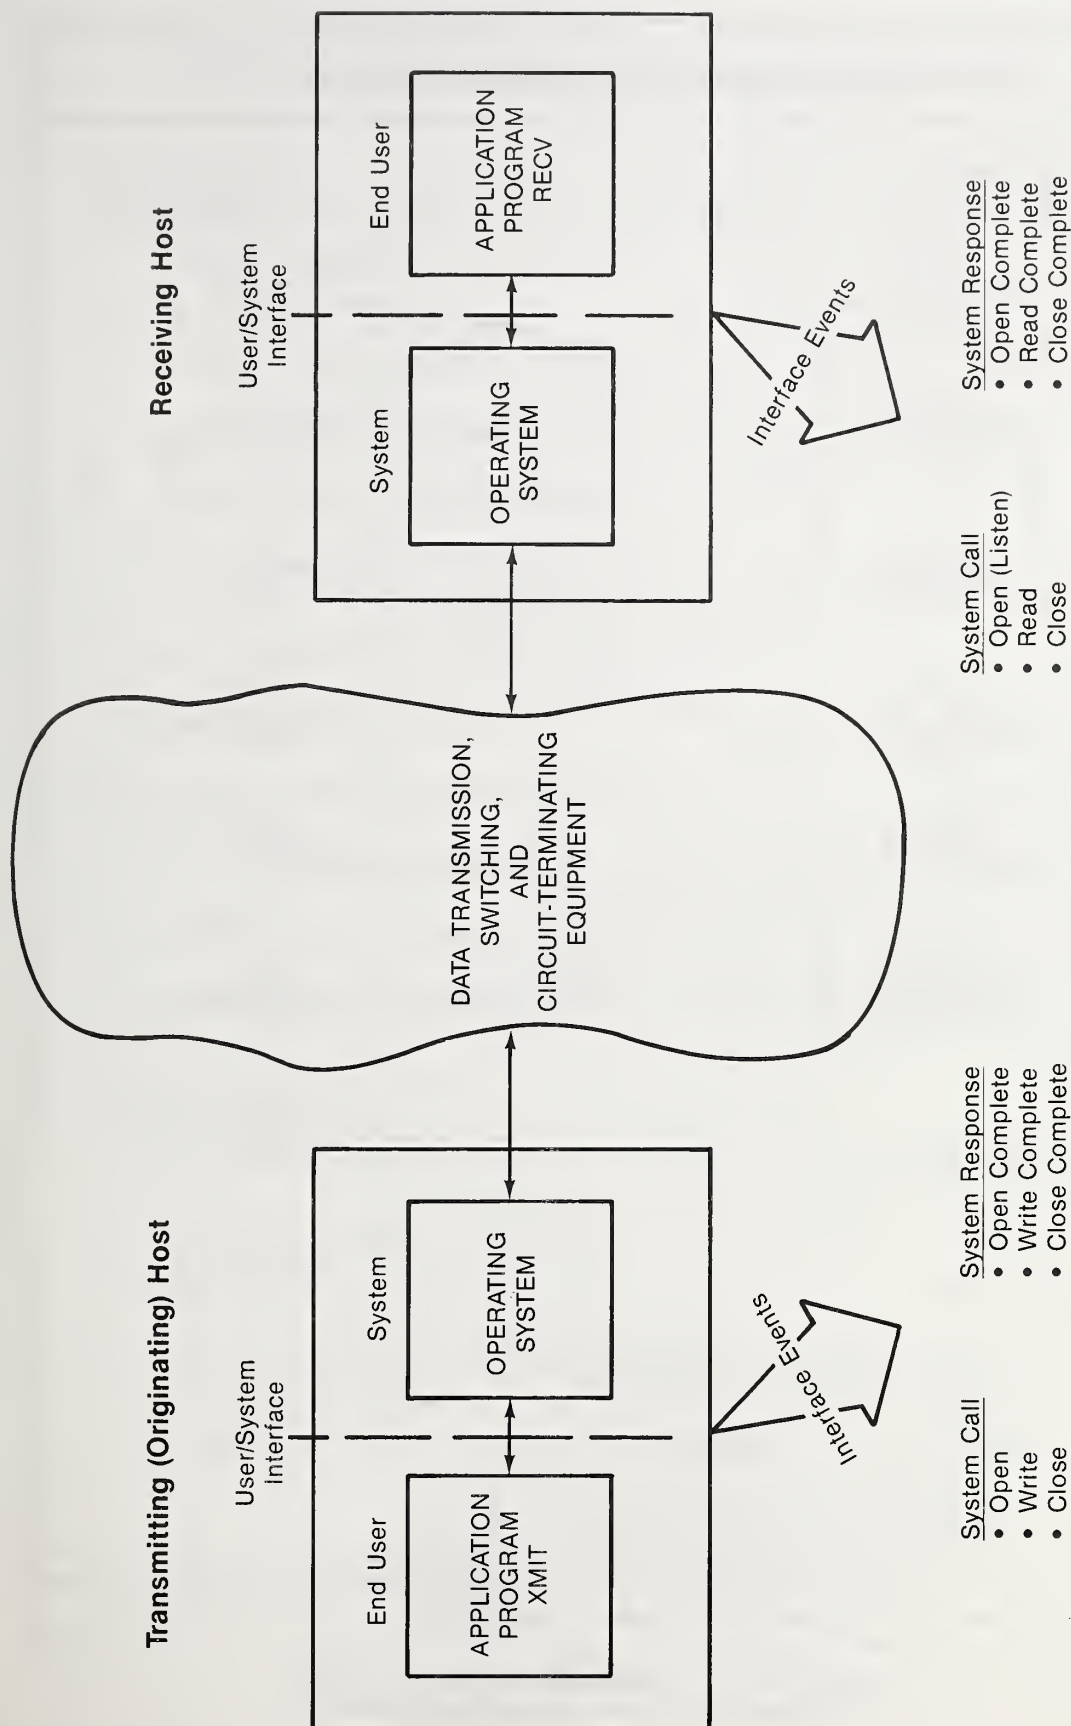 Transmitting (Originating) Host
User/System
Interface
End User
System
APPLICATION
PROGRAM
XMIT
OPERATING
SYSTEM
Interface Events
System Call
• Open
• Write
• Close
System Response
• Open Complete
• Write Complete
• Close Complete
DATA TRANSMISSION,
SWITCHING,
AND
CIRCUIT-TERMINATING
EQUIPMENT
Receiving Host
User/System
Interface
System
End User
OPERATING
SYSTEM
APPLICATION
PROGRAM
RECV
Interface Events
System Call
• Open (Listen)
• Read
• Close
System Response
• Open Complete
• Read Complete
• Close Complete